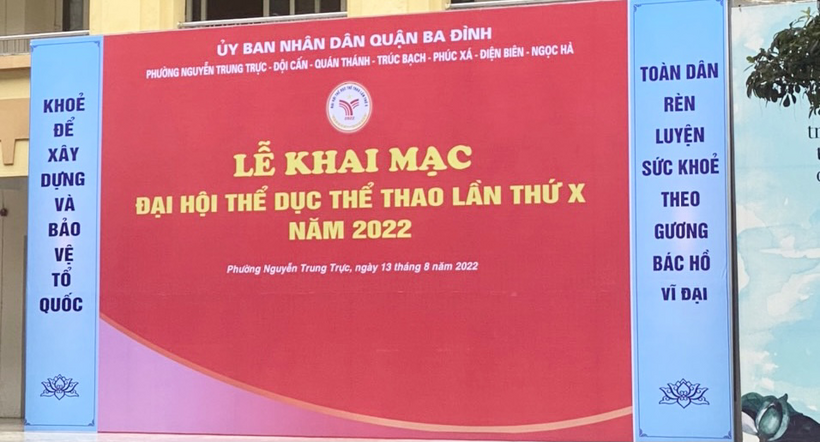 KHOẺ
ĐỂ
XÂY
DỰNG
VÀ
BẢO
VỆ
TỔ
QUỐC
ỦY BAN NHÂN DÂN QUẬN BA ĐÌNH
PHƯỜNG NGUYỄN TRUNG TRỰC - DỘI CẤN - QUÁN THÁNH - TRÚC BẠCH - PHÚC XÁ - DIỆN BIÊN - NGỌC HÀ
2022
LỄ KHAI MẠC
ĐẠI HỘI THỂ DỤC THỂ THAO LẦN THỨ X
NĂM 2022
Phường Nguyễn Trung Trực, ngày 13 tháng 8 năm 2022
TOÀN DÂN
RÈN
LUYỆN
SỨC KHOẺ
THEO
GƯƠNG
BÁC HỒ
VĨ ĐẠI